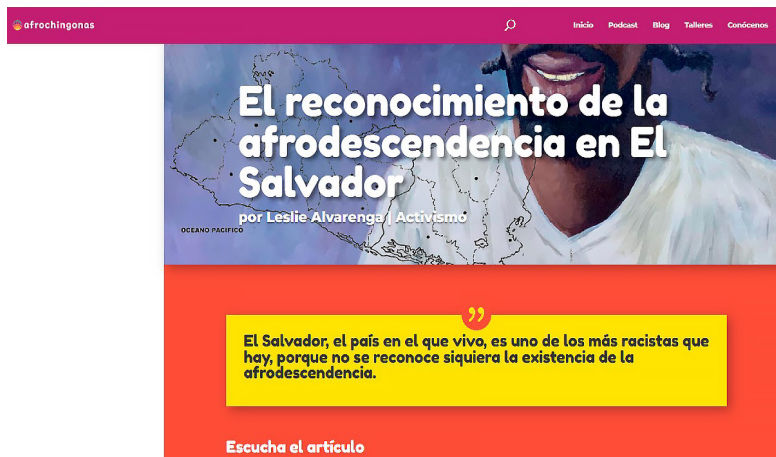 afrochingonas
Inicio Podcast Blog Talleres Conócenos
El reconocimiento de la
afrodescendencia en El
Salvador
por Leslie Alvarenga | Activismo
OCEANO PACIFICO
”
El Salvador, el país en el que vivo, es uno de los más racistas que
hay, porque no se reconoce siquiera la existencia de la
afrodescendencia.
Escucha el artículo